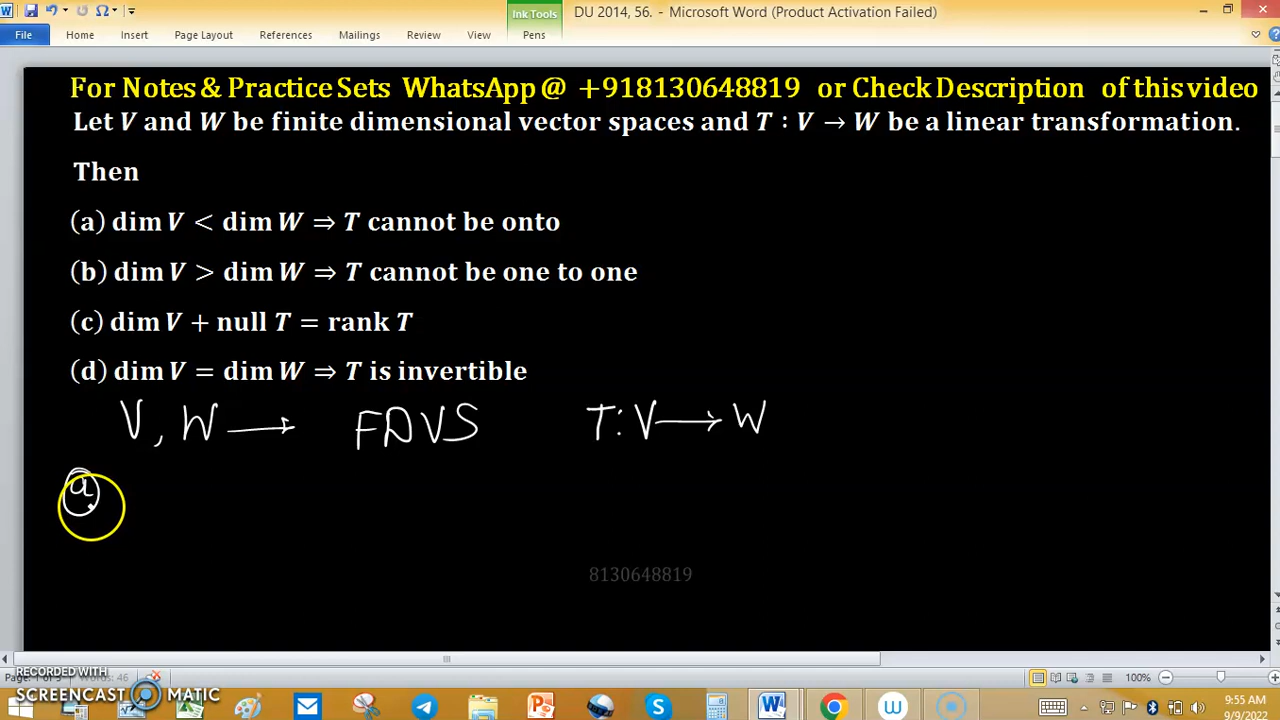 DU 2014, 56. - Microsoft Word (Product Activation Failed)
Ink Tools
File Home Insert Page Layout References Mailings Review View Pens
For Notes & Practice Sets WhatsApp @ +918130648819 or Check Description of this video
Let V and W be finite dimensional vector spaces and T : V → W be a linear transformation.
Then
(a) dim V < dim W ⇒ T cannot be onto
(b) dim V > dim W ⇒ T cannot be one to one
(c) dim V + null T = rank T
(d) dim V = dim W ⇒ T is invertible
V, W → FDVS T: V → W
a
8130648819
RECORDED WITH
SCREENCAST MATIC
Words: 46
100%
9:55 AM
9/9/2022